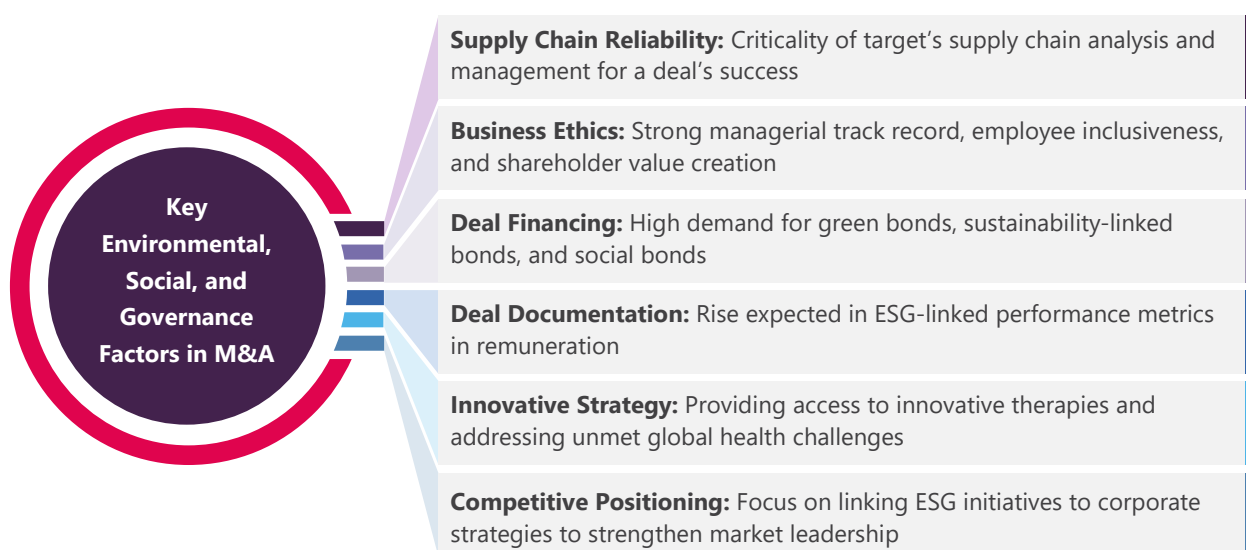 Key
Environmental,
Social, and
Governance
Factors in M&A
Supply Chain Reliability: Criticality of target's supply chain analysis and
management for a deal's success
Business Ethics: Strong managerial track record, employee inclusiveness,
and shareholder value creation
Deal Financing: High demand for green bonds, sustainability-linked
bonds, and social bonds
Deal Documentation: Rise expected in ESG-linked performance metrics
in remuneration
Innovative Strategy: Providing access to innovative therapies and
addressing unmet global health challenges
Competitive Positioning: Focus on linking ESG initiatives to corporate
strategies to strengthen market leadership